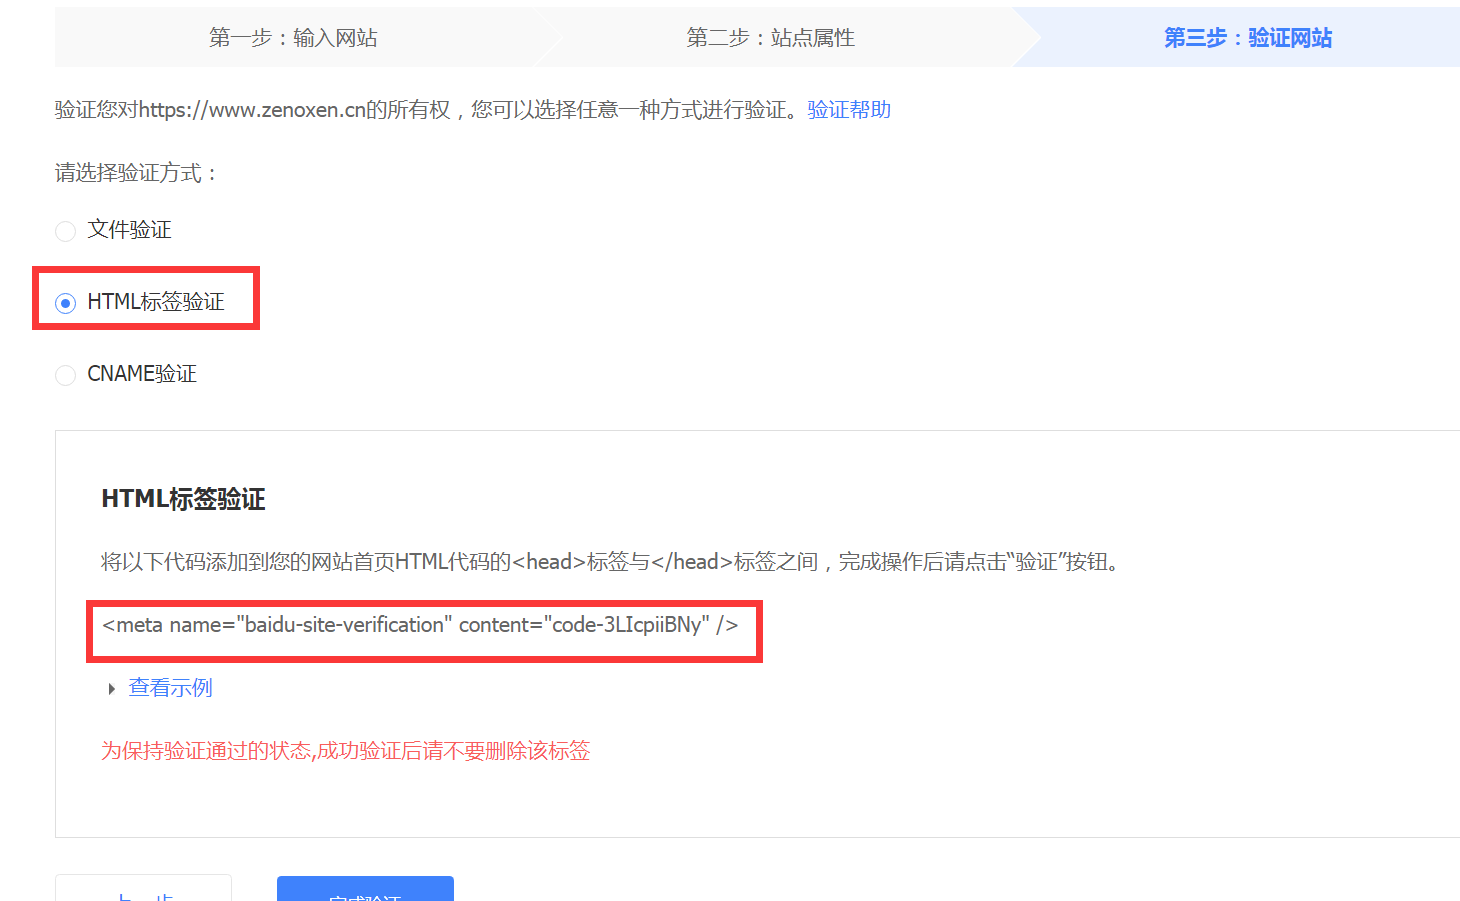 第一步：输入网站
第二步：站点属性
第三步：验证网站
验证您对https://www.zenoxen.cn的所有权，您可以选择任意一种方式进行验证。验证帮助
请选择验证方式：
文件验证
HTML标签验证
CNAME验证
HTML标签验证
将以下代码添加到您的网站首页HTML代码的<head>标签与</head>标签之间，完成操作后请点击“验证”按钮。
<meta name="baidu-site-verification" content="code-3LIcpiiBNy" />
查看示例
为保持验证通过的状态,成功验证后请不要删除该标签
上一步
完成验证